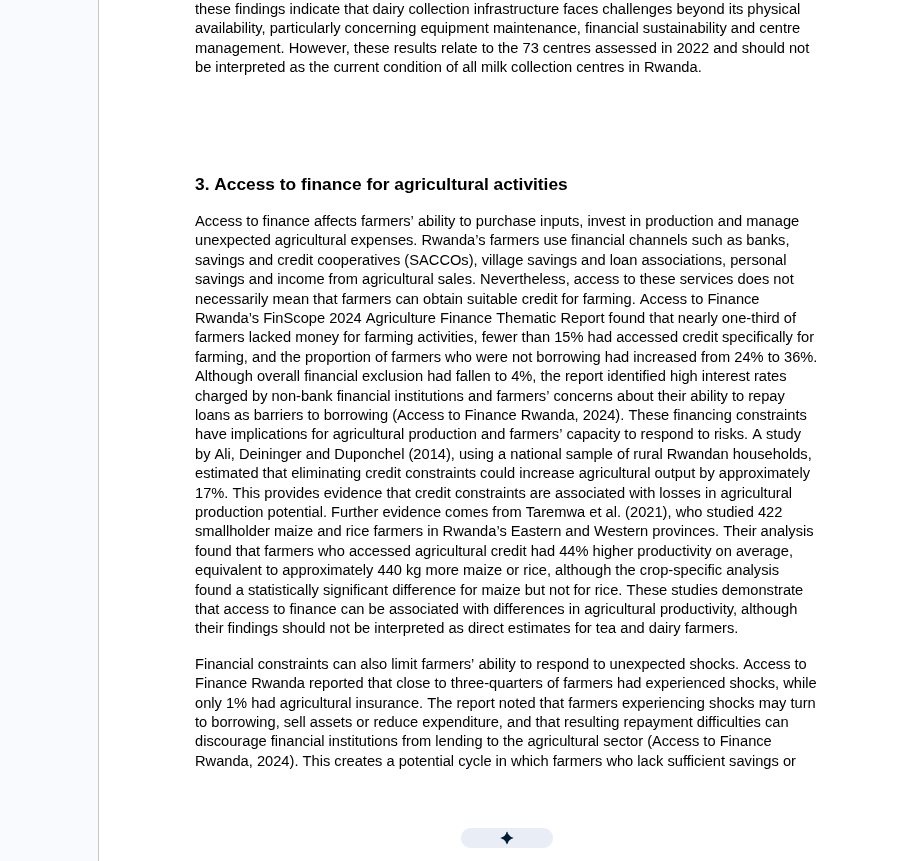 these findings indicate that dairy collection infrastructure faces challenges beyond its physical
availability, particularly concerning equipment maintenance, financial sustainability and centre
management. However, these results relate to the 73 centres assessed in 2022 and should not
be interpreted as the current condition of all milk collection centres in Rwanda.
3. Access to finance for agricultural activities
Access to finance affects farmers’ ability to purchase inputs, invest in production and manage
unexpected agricultural expenses. Rwanda’s farmers use financial channels such as banks,
savings and credit cooperatives (SACCOs), village savings and loan associations, personal
savings and income from agricultural sales. Nevertheless, access to these services does not
necessarily mean that farmers can obtain suitable credit for farming. Access to Finance
Rwanda’s FinScope 2024 Agriculture Finance Thematic Report found that nearly one-third of
farmers lacked money for farming activities, fewer than 15% had accessed credit specifically for
farming, and the proportion of farmers who were not borrowing had increased from 24% to 36%.
Although overall financial exclusion had fallen to 4%, the report identified high interest rates
charged by non-bank financial institutions and farmers’ concerns about their ability to repay
loans as barriers to borrowing (Access to Finance Rwanda, 2024). These financing constraints
have implications for agricultural production and farmers’ capacity to respond to risks. A study
by Ali, Deininger and Duponchel (2014), using a national sample of rural Rwandan households,
estimated that eliminating credit constraints could increase agricultural output by approximately
17%. This provides evidence that credit constraints are associated with losses in agricultural
production potential. Further evidence comes from Taremwa et al. (2021), who studied 422
smallholder maize and rice farmers in Rwanda’s Eastern and Western provinces. Their analysis
found that farmers who accessed agricultural credit had 44% higher productivity on average,
equivalent to approximately 440 kg more maize or rice, although the crop-specific analysis
found a statistically significant difference for maize but not for rice. These studies demonstrate
that access to finance can be associated with differences in agricultural productivity, although
their findings should not be interpreted as direct estimates for tea and dairy farmers.
Financial constraints can also limit farmers’ ability to respond to unexpected shocks. Access to
Finance Rwanda reported that close to three-quarters of farmers had experienced shocks, while
only 1% had agricultural insurance. The report noted that farmers experiencing shocks may turn
to borrowing, sell assets or reduce expenditure, and that resulting repayment difficulties can
discourage financial institutions from lending to the agricultural sector (Access to Finance
Rwanda, 2024). This creates a potential cycle in which farmers who lack sufficient savings or